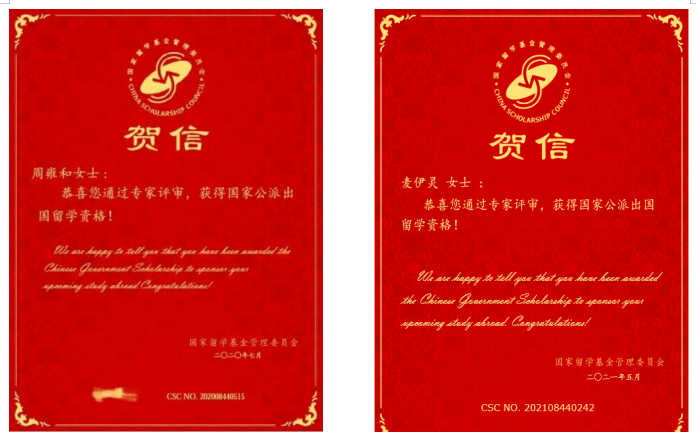 国家留学基金管理委员会
CHINA SCHOLARSHIP COUNCIL
贺信
周雍和女士：
恭喜您通过专家评审，获得国家公派出
国留学资格！
We are happy to tell you that you have been awarded the
Chinese Government Scholarship to sponsor your
upcoming study abroad.Congratulations!
国家留学基金管理委员会
二〇二〇年七月
CSC NO. 202008440515
国家留学基金管理委员会
CHINA SCHOLARSHIP COUNCIL
贺信
麦伊灵 女士 ：
恭喜您通过专家评审，获得国家公派出国
留学资格！
We are happy to tell you that you have been awarded
the Chinese Government Scholarship to sponsor your
upcoming study abroad. Congratulations!
国家留学基金管理委员会
二〇二一年五月
CSC NO. 202108440242